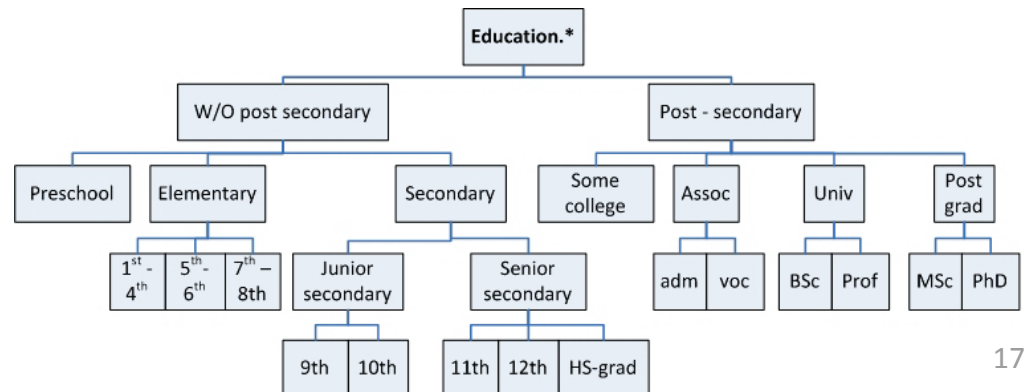 Education.*
W/O post secondary
Post - secondary
Preschool
Elementary
Secondary
Some
college
Assoc
Univ
Post
grad
1st -
4th
5th-
6th
7th –
8th
Junior
secondary
Senior
secondary
adm
voc
BSc
Prof
MSc
PhD
9th
10th
11th
12th
HS-grad
17